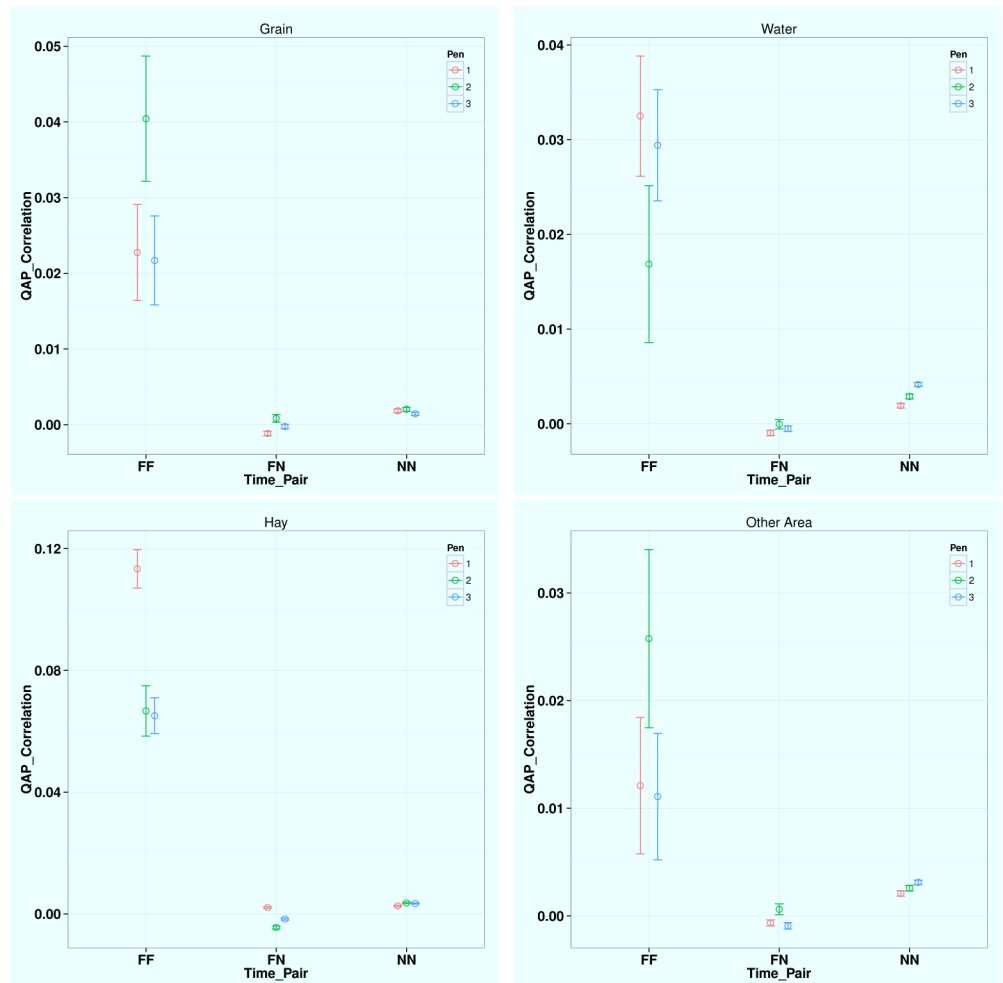 Grain
Pen
1
2
3
0.05
0.04
0.03
0.02
0.01
0.00
QAP_Correlation
FF
FN
NN
Time_Pair
Water
Pen
1
2
3
0.04
0.03
0.02
0.01
0.00
QAP_Correlation
FF
FN
NN
Time_Pair
Hay
Pen
1
2
3
0.12
0.08
0.04
0.00
QAP_Correlation
FF
FN
NN
Time_Pair
Other Area
Pen
1
2
3
0.03
0.02
0.01
0.00
QAP_Correlation
FF
FN
NN
Time_Pair